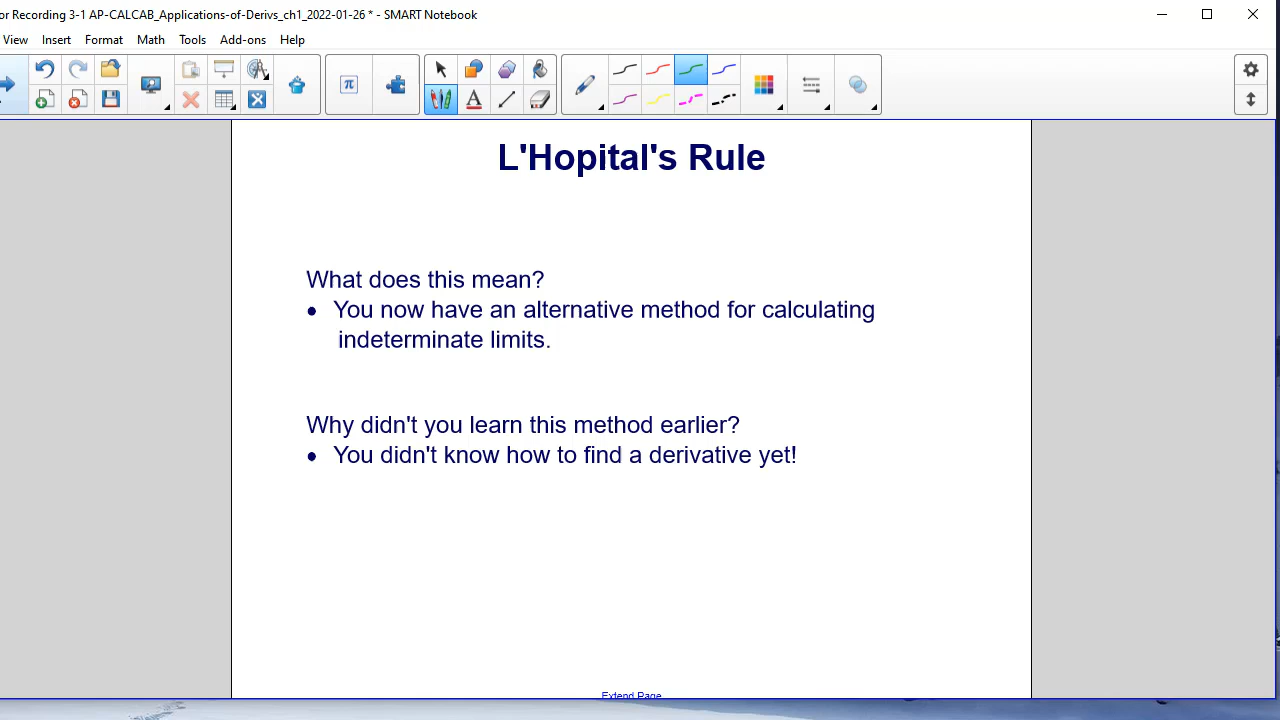 or Recording 3-1 AP-CALCAB_Applications-of-Derivs_ch1_2022-01-26 * - SMART Notebook
View Insert Format Math Tools Add-ons Help
π
A
L'Hopital's Rule
What does this mean?
• You now have an alternative method for calculating
indeterminate limits.
Why didn't you learn this method earlier?
• You didn't know how to find a derivative yet!
Extend Page